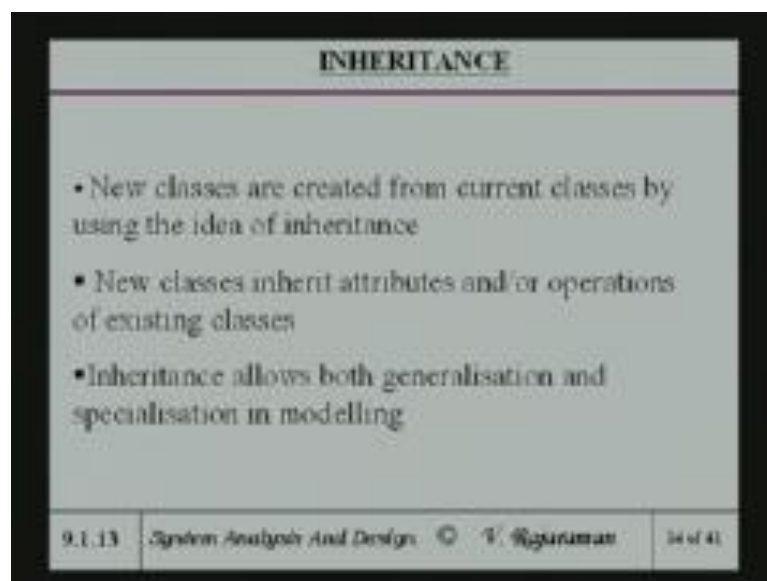 INHERITANCE
• New classes are created from current classes by
using the idea of inheritance
▪ New classes inherit attributes and/or operations
of existing classes
▪Inheritance allows both generalisation and
specialisation in modelling
9.1.13 System Analysis And Design © V. Rajaraman 14 of 41